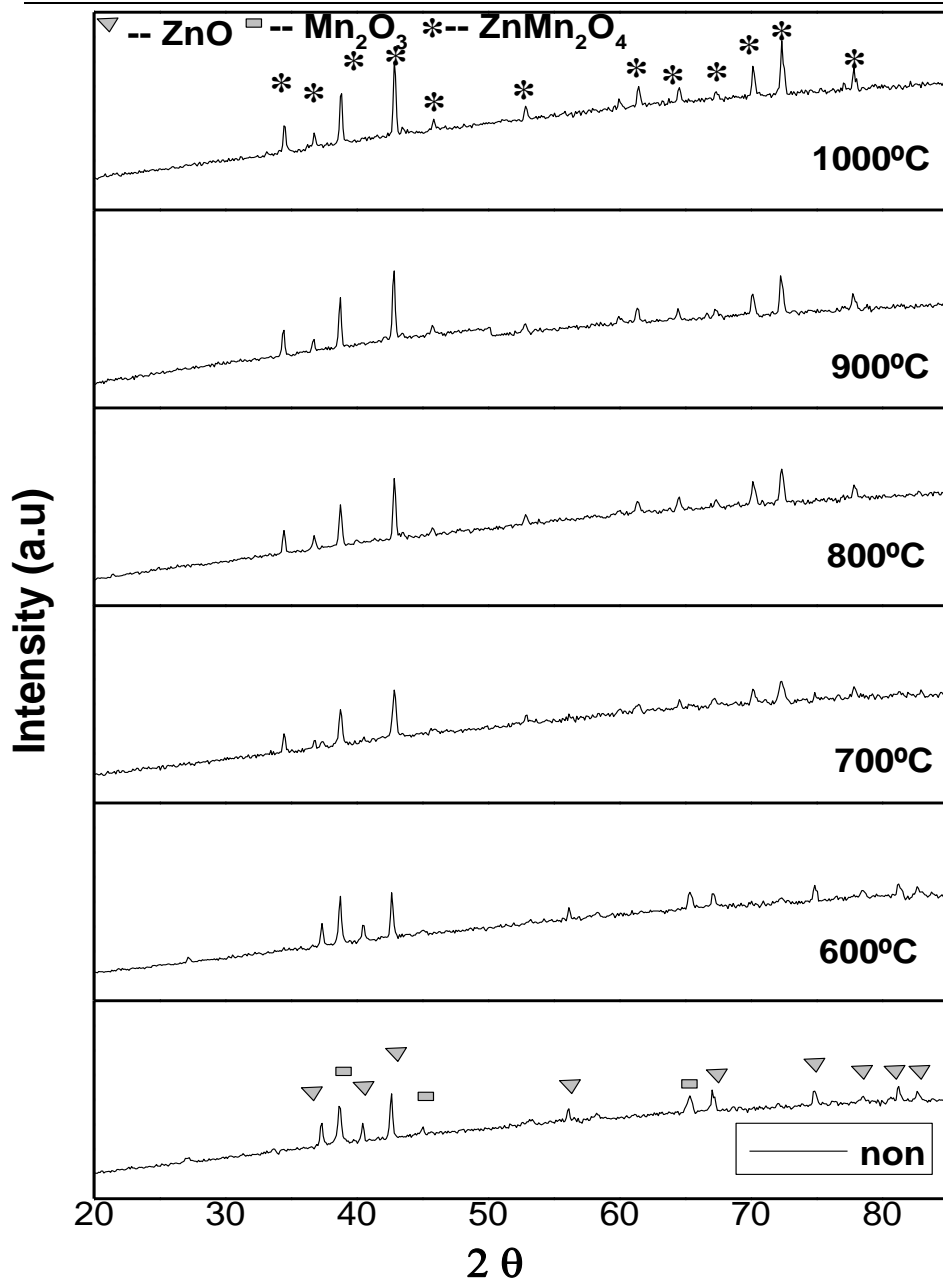 -- ZnO -- Mn₂O₃ *-- ZnMn₂O₄
1000ºC
900ºC
800ºC
700ºC
600ºC
non
Intensity (a.u)
20 30 40 50 60 70 80
2 θ